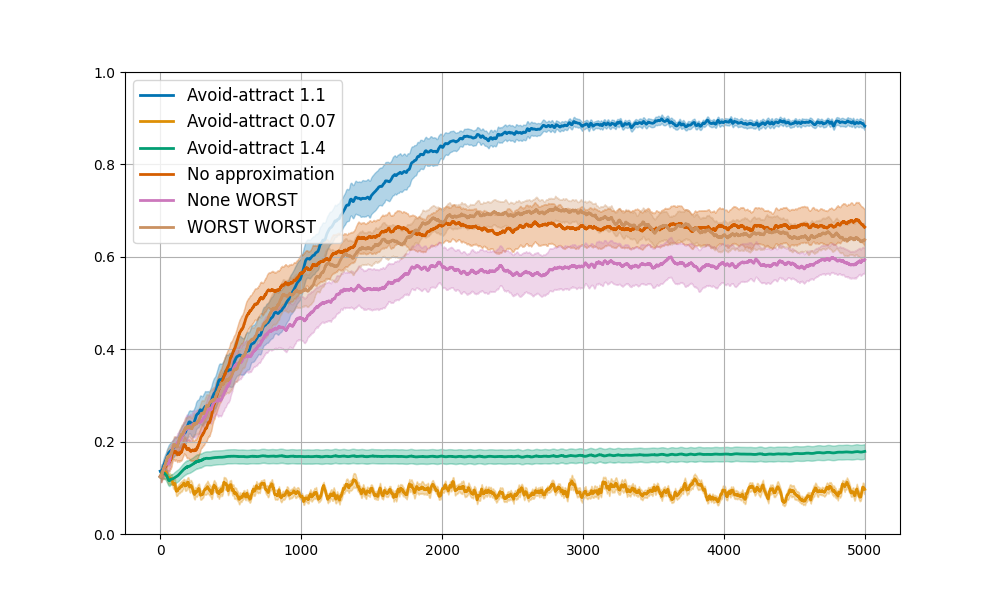 1.0
0.8
0.6
0.4
0.2
0.0
Avoid-attract 1.1
Avoid-attract 0.07
Avoid-attract 1.4
No approximation
None WORST
WORST WORST
0 1000 2000 3000 4000 5000